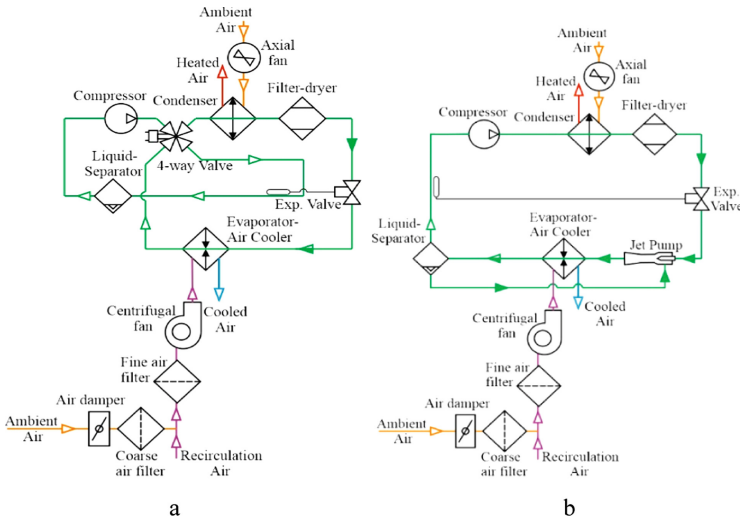 Ambient
Air
Axial
fan
Heated
Air
Compressor
Condenser
Filter-dryer
Liquid-
Separator
4-way Valve
Exp. Valve
Evaporator-
Air Cooler
Centrifugal
fan
Cooled
Air
Fine air
filter
Air damper
Ambient
Air
Coarse
air filter
Recirculation
Air
a
Ambient
Air
Axial
fan
Heated
Air
Compressor
Condenser
Filter-dryer
Exp.
Valve
Liquid-
Separator
Evaporator-
Air Cooler
Jet Pump
Centrifugal
fan
Cooled
Air
Fine air
filter
Air damper
Ambient
Air
Coarse
air filter
Recirculation
Air
b